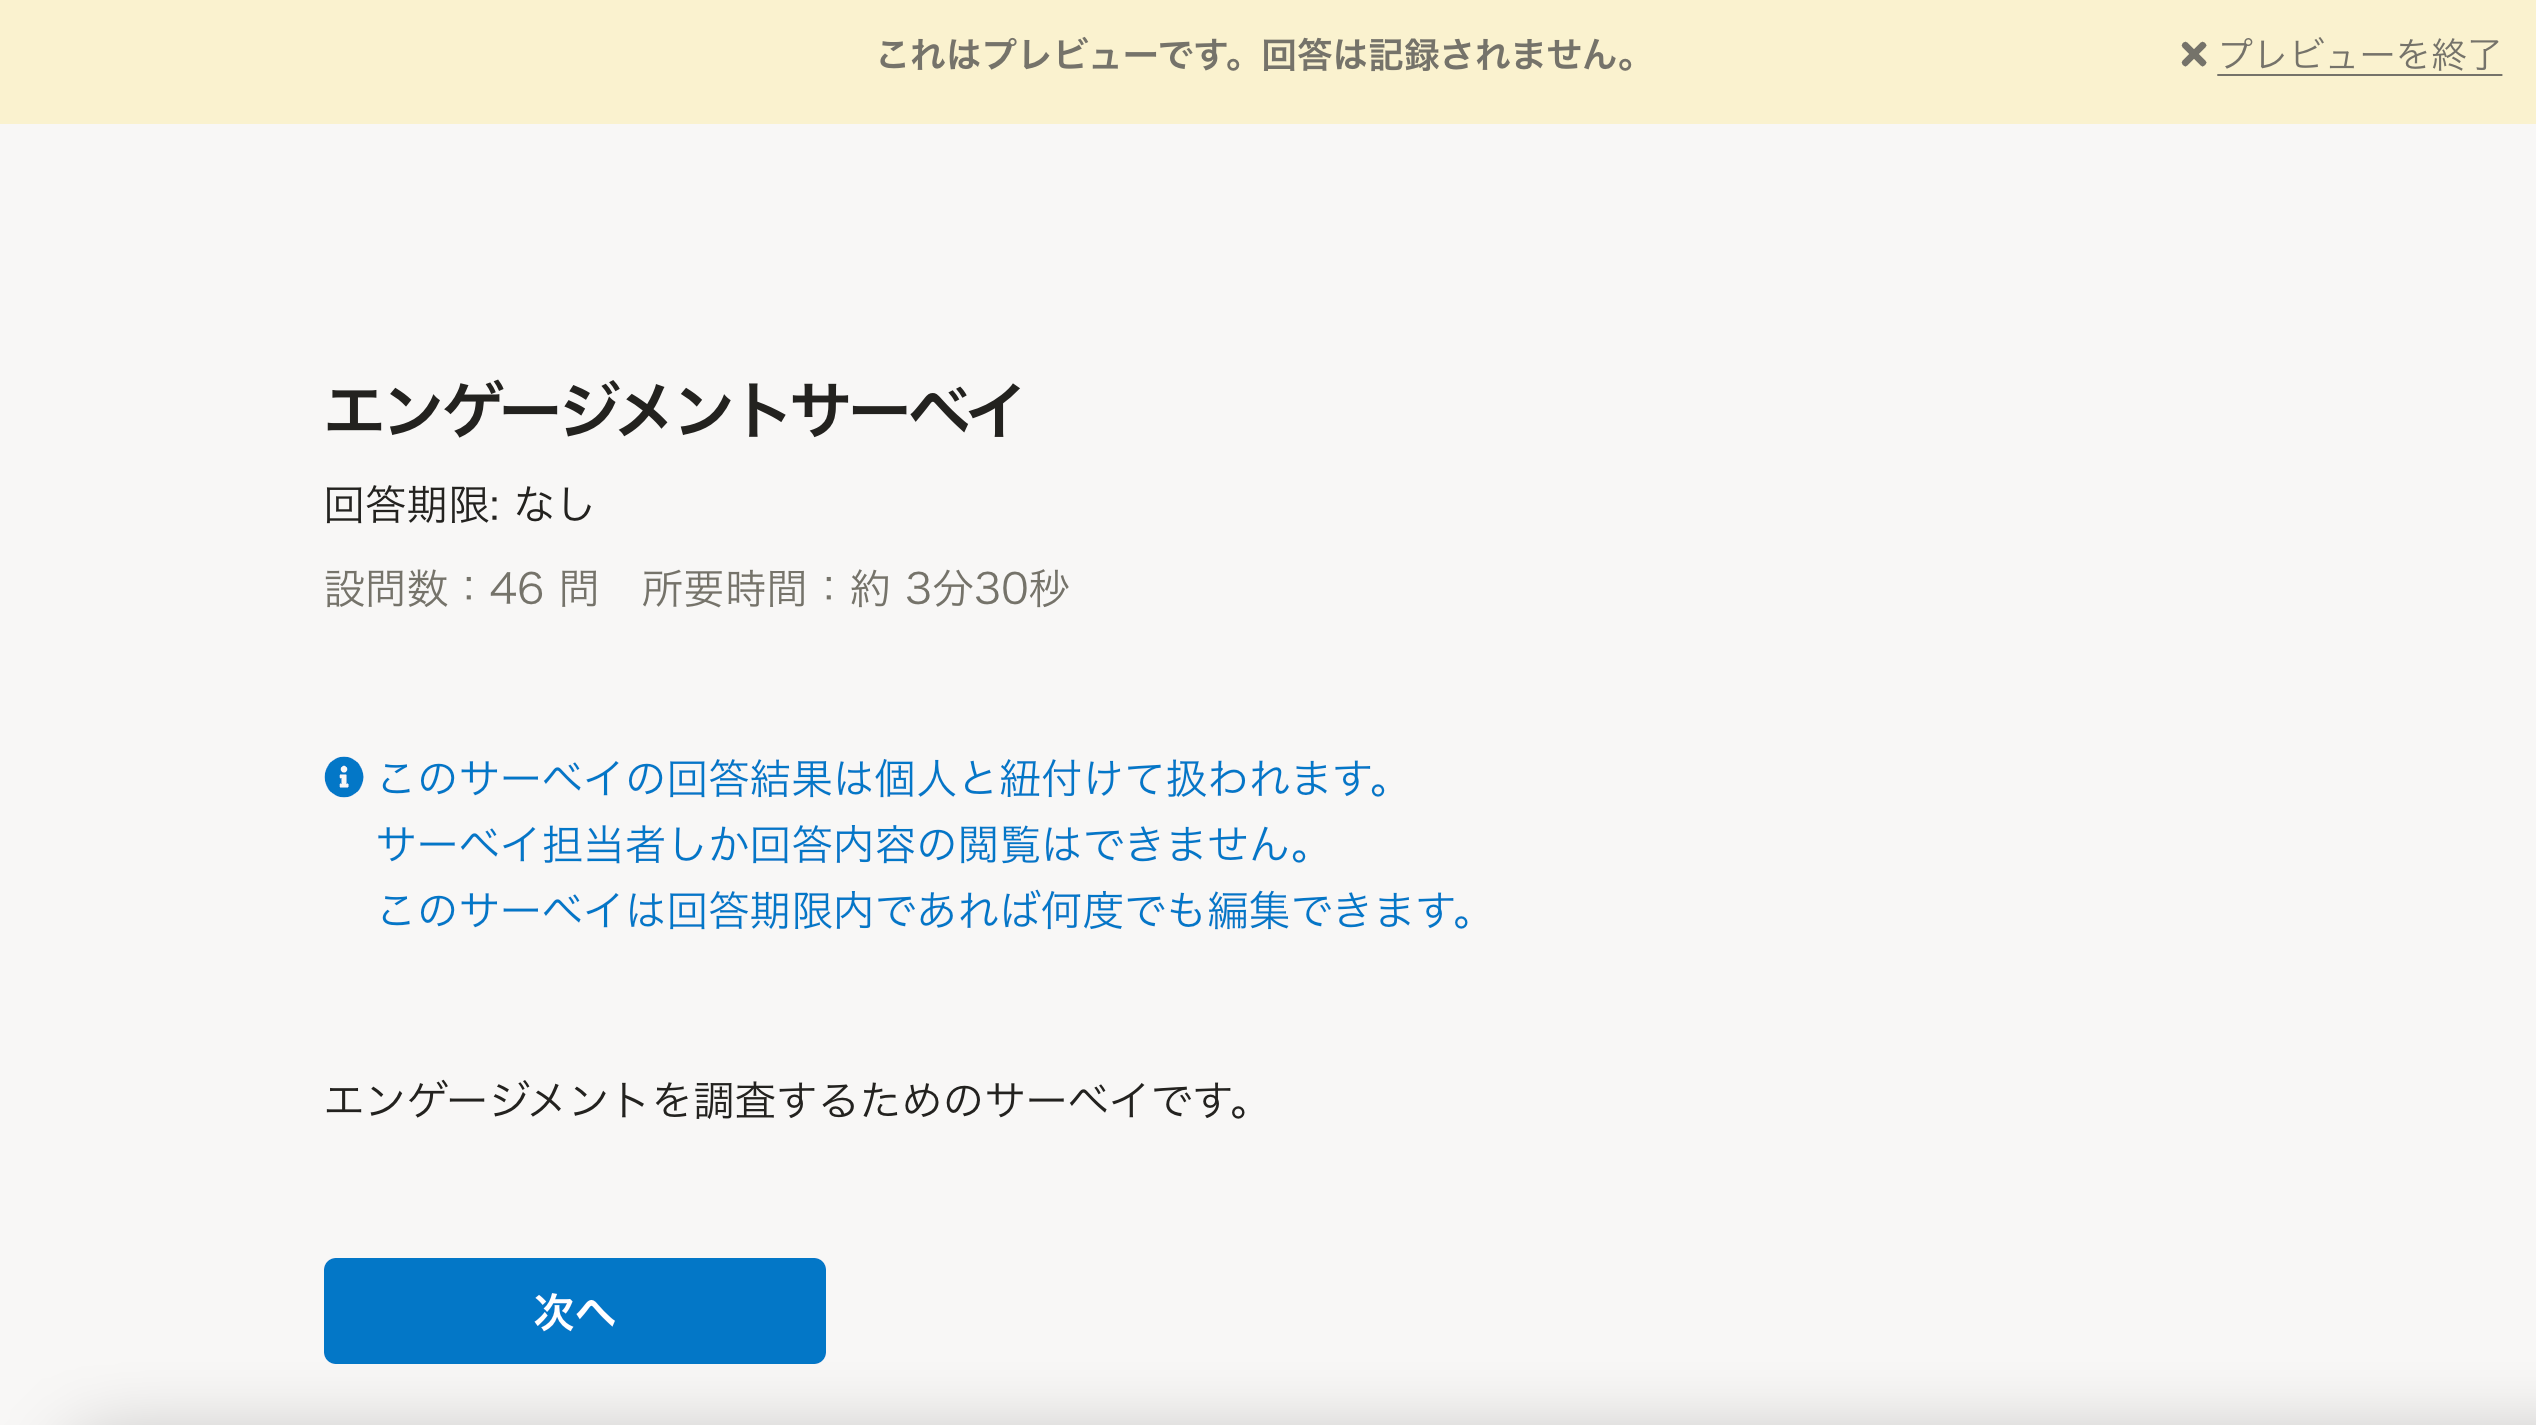 これはプレビューです。回答は記録されません。
プレビューを終了
エンゲージメントサーベイ
回答期限: なし
設問数：46 問　所要時間：約 3分30秒
このサーベイの回答結果は個人と紐付けて扱われます。
サーベイ担当者しか回答内容の閲覧はできません。
このサーベイは回答期限内であれば何度でも編集できます。
エンゲージメントを調査するためのサーベイです。
次へ